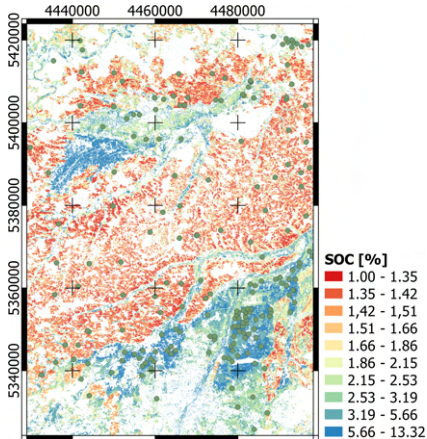 4440000 4460000 4480000
5420000
5400000
5380000
5360000
5340000
SOC [%]
1.00 - 1.35
1.35 - 1.42
1,42 - 1,51
1.51 - 1.66
1.66 - 1.86
1.86 - 2.15
2.15 - 2.53
2.53 - 3.19
3.19 - 5.66
5.66 - 13.32